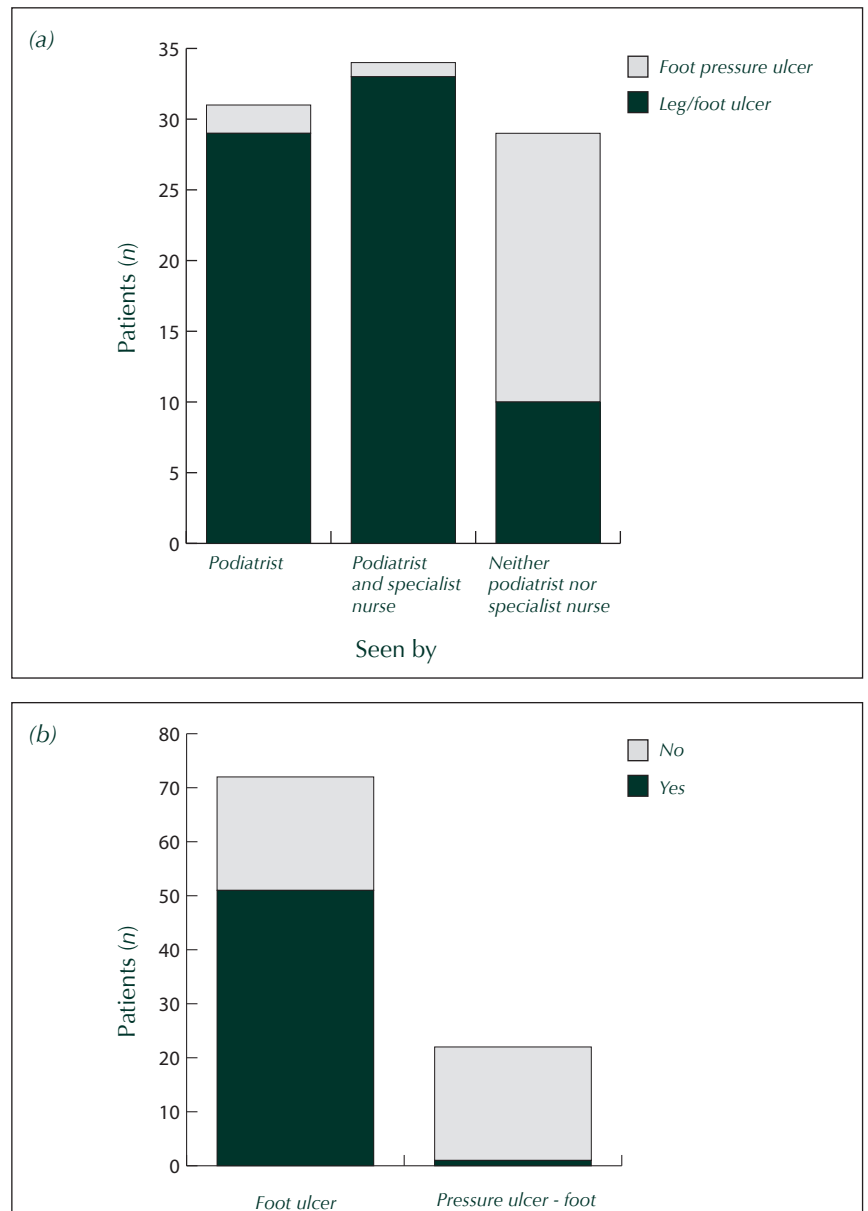 (a)
35
30
25
20
15
10
5
0
Patients (n)
Foot pressure ulcer
Leg/foot ulcer
Podiatrist
Podiatrist
and specialist
nurse
Neither
podiatrist nor
specialist nurse
Seen by
(b)
80
70
60
50
40
30
20
10
0
Patients (n)
No
Yes
Foot ulcer
Pressure ulcer - foot